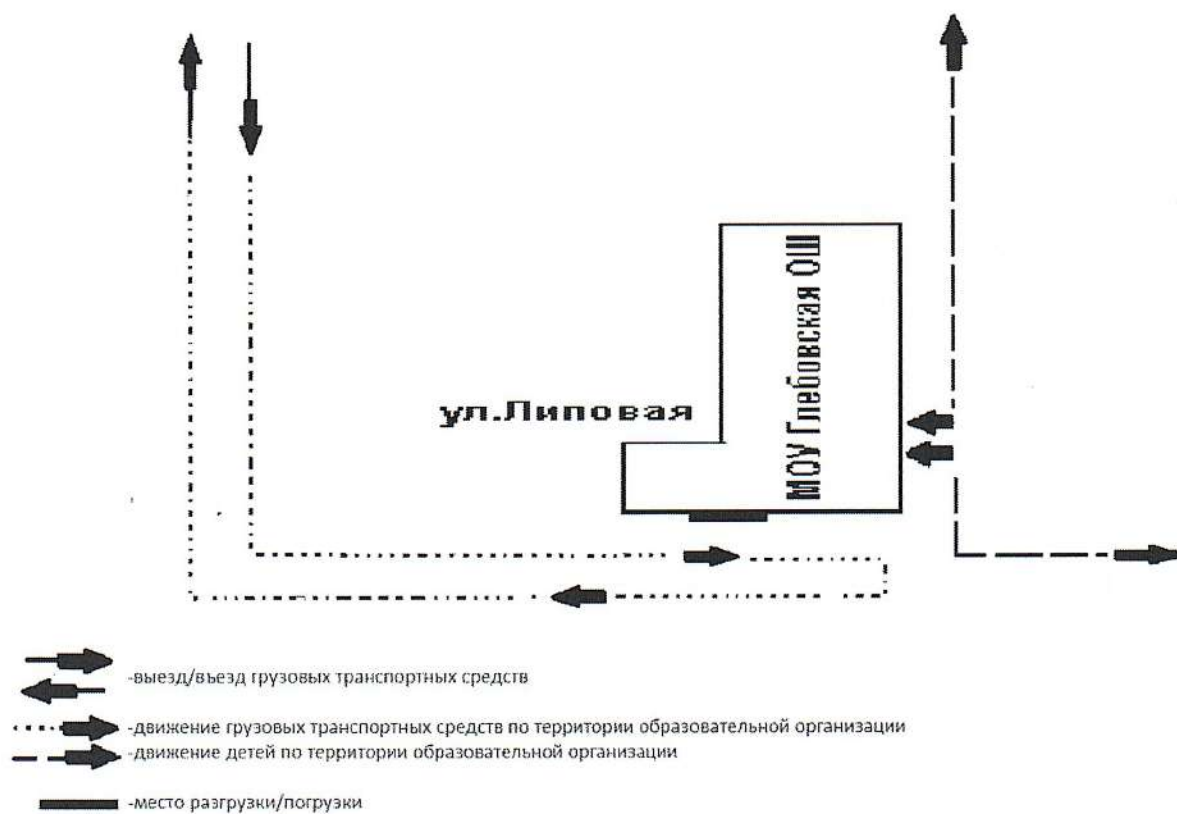 МОУ Глебовская ОШ
ул.Липовая
-выезд/въезд грузовых транспортных средств
-движение грузовых транспортных средств по территории образовательной организации
-движение детей по территории образовательной организации
-место разгрузки/погрузки